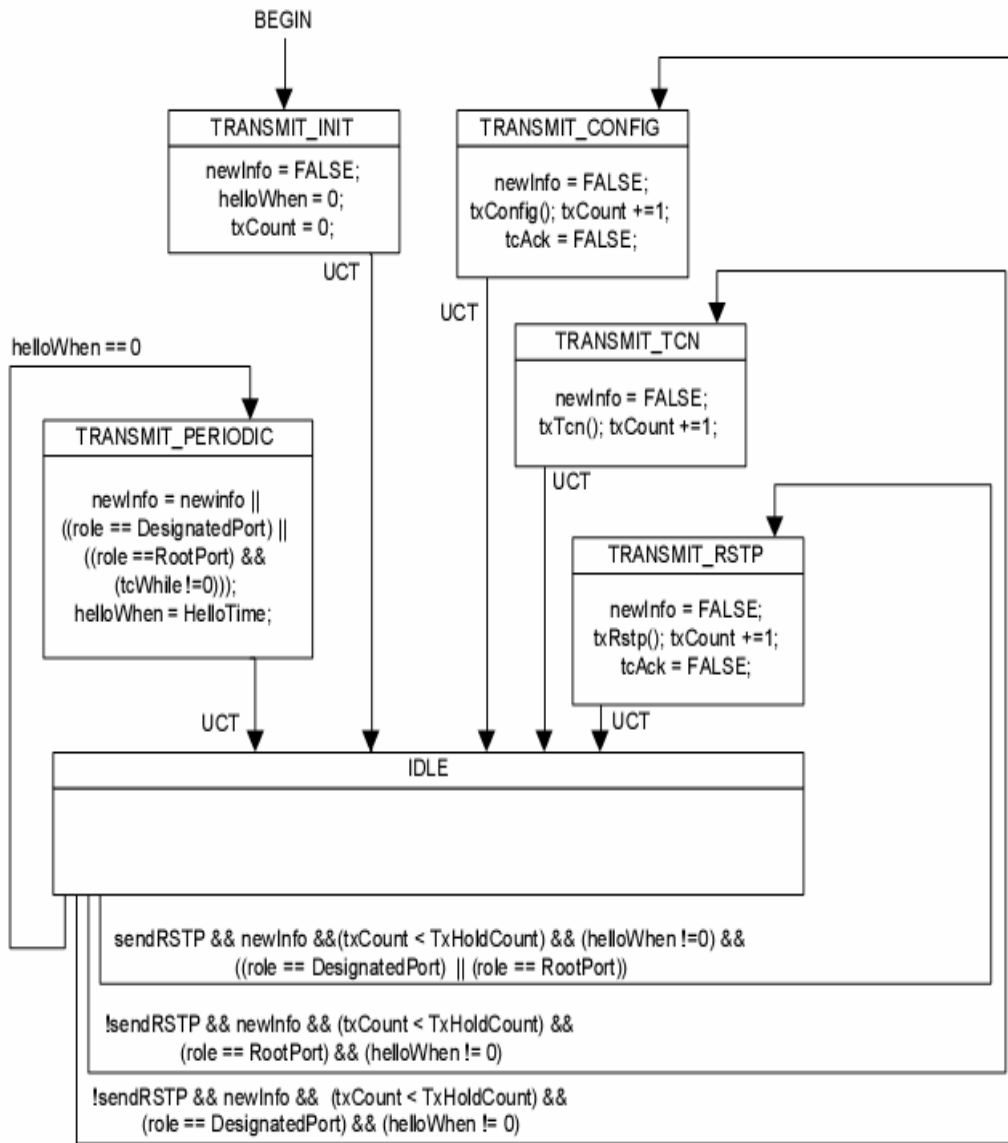 BEGIN
TRANSMIT_INIT
newInfo = FALSE;
helloWhen = 0;
txCount = 0;
UCT
TRANSMIT_CONFIG
newInfo = FALSE;
txConfig(); txCount +=1;
tcAck = FALSE;
UCT
TRANSMIT_TCN
newInfo = FALSE;
txTcn(); txCount +=1;
UCT
helloWhen == 0
TRANSMIT_PERIODIC
newInfo = newinfo ||
((role == DesignatedPort) ||
((role ==RootPort) &&
(tcWhile !=0)));
helloWhen = HelloTime;
UCT
TRANSMIT_RSTP
newInfo = FALSE;
txRstp(); txCount +=1;
tcAck = FALSE;
UCT
IDLE
sendRSTP && newInfo &&(txCount < TxHoldCount) && (helloWhen !=0) &&
((role == DesignatedPort) || (role == RootPort))
!sendRSTP && newInfo && (txCount < TxHoldCount) &&
(role == RootPort) && (helloWhen != 0)
!sendRSTP && newInfo && (txCount < TxHoldCount) &&
(role == DesignatedPort) && (helloWhen != 0)